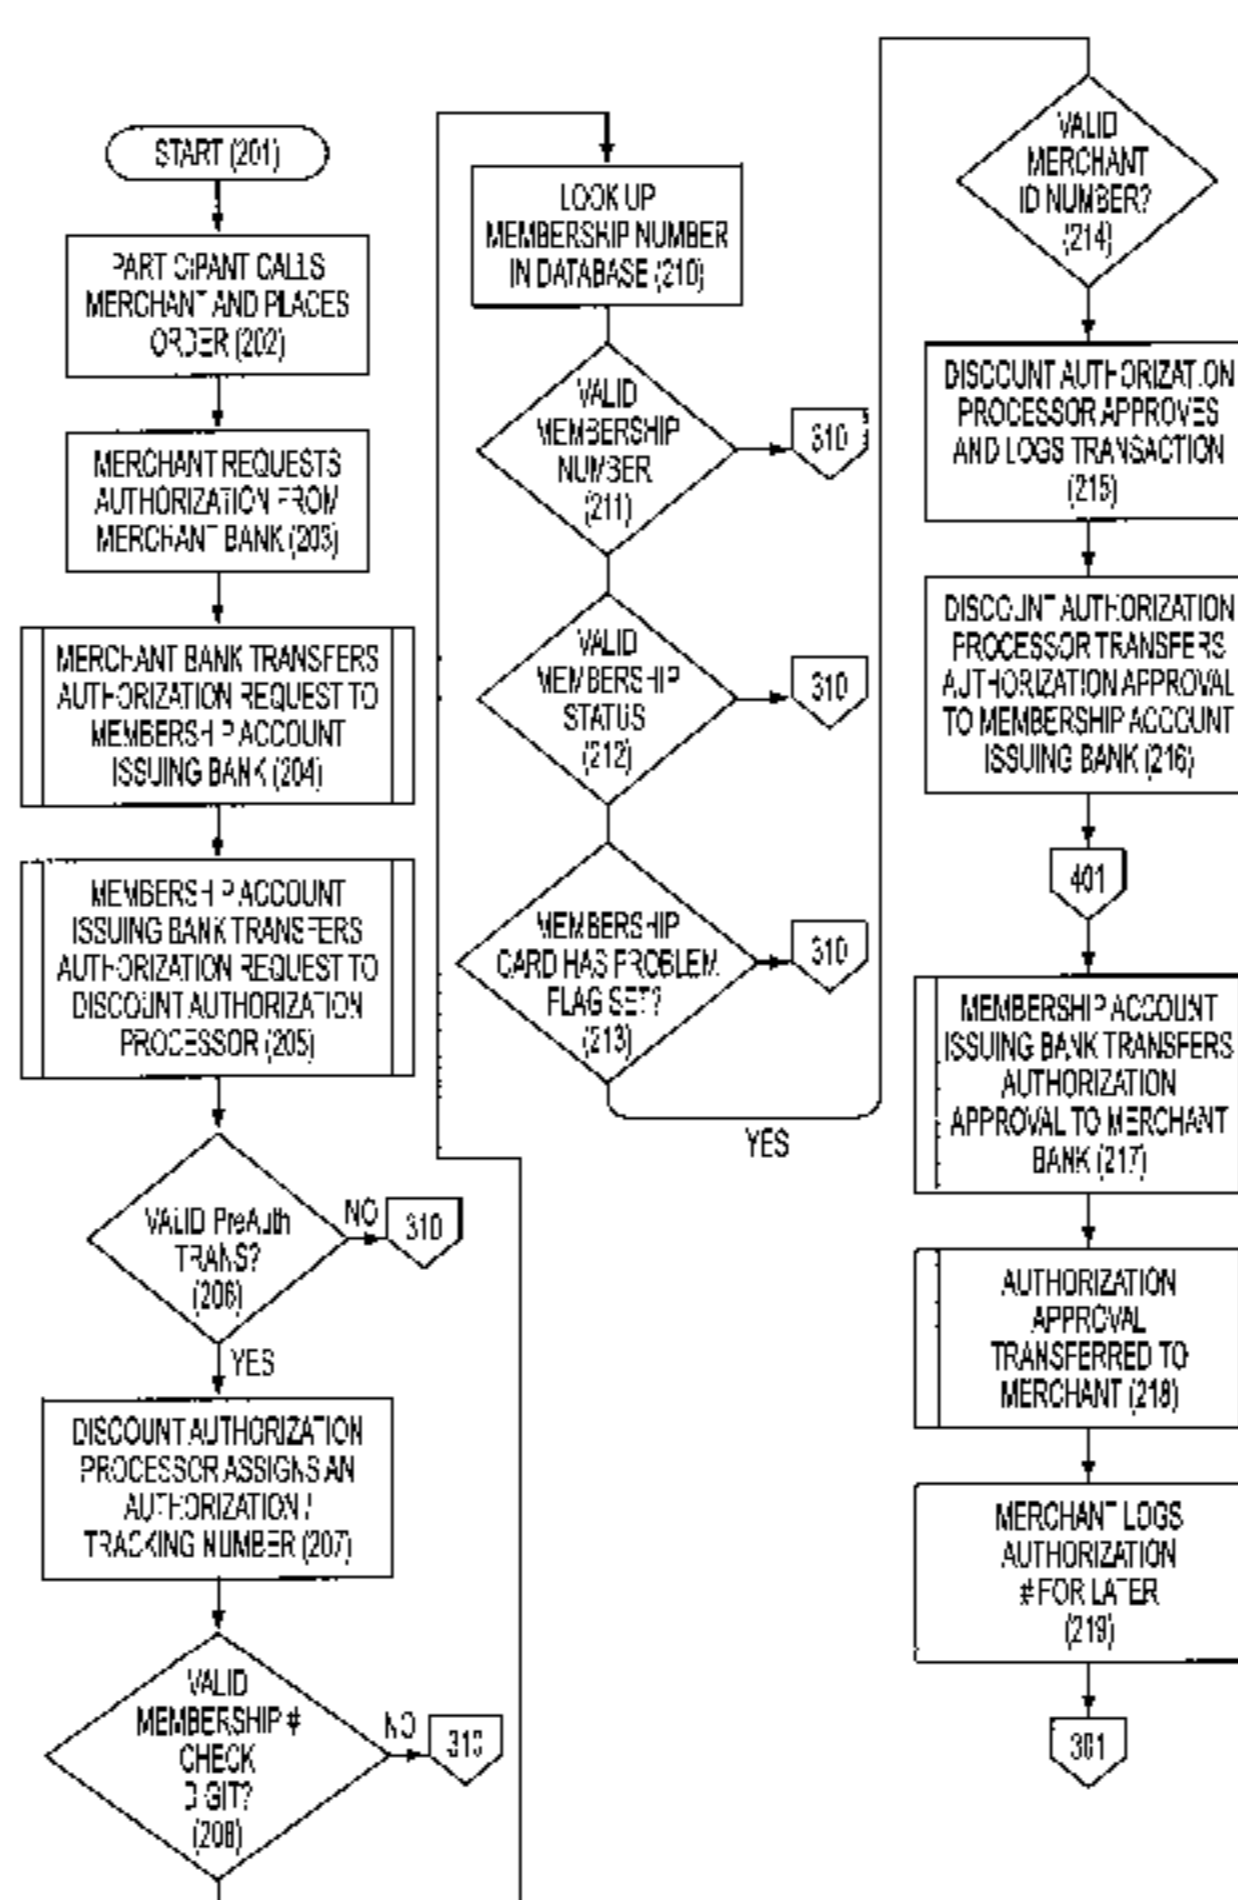 START (201)
PARTICIPANT CALLS
MERCHANT AND PLACES
ORDER (202)
MERCHANT REQUESTS
AUTHORIZATION FROM
MERCHANT BANK (203)
MERCHANT BANK TRANSFERS
AUTHORIZATION REQUEST TO
MEMBERSHIP ACCOUNT
ISSUING BANK (204)
MEMBERSHIP ACCOUNT
ISSUING BANK TRANSFERS
AUTHORIZATION REQUEST TO
DISCOUNT AUTHORIZATION
PROCESSOR (205)
VALID PreAuth
TRANS?
(206)
NO
310
YES
DISCOUNT AUTHORIZATION
PROCESSOR ASSIGNS AN
AUTHORIZATION /
TRACKING NUMBER (207)
VALID
MEMBERSHIP #
CHECK
DIGIT?
(208)
NO
310
LOOK UP
MEMBERSHIP NUMBER
IN DATABASE (210)
VALID
MEMBERSHIP
NUMBER
(211)
310
VALID
MEMBERSHIP
STATUS
(212)
310
MEMBERSHIP
CARD HAS PROBLEM
FLAG SET?
(213)
310
YES
VALID
MERCHANT
ID NUMBER?
(214)
DISCOUNT AUTHORIZATION
PROCESSOR APPROVES
AND LOGS TRANSACTION
(215)
DISCOUNT AUTHORIZATION
PROCESSOR TRANSFERS
AUTHORIZATION APPROVAL
TO MEMBERSHIP ACCOUNT
ISSUING BANK (216)
401
MEMBERSHIP ACCOUNT
ISSUING BANK TRANSFERS
AUTHORIZATION
APPROVAL TO MERCHANT
BANK (217)
AUTHORIZATION
APPROVAL
TRANSFERRED TO
MERCHANT (218)
MERCHANT LOGS
AUTHORIZATION
# FOR LATER
(219)
301